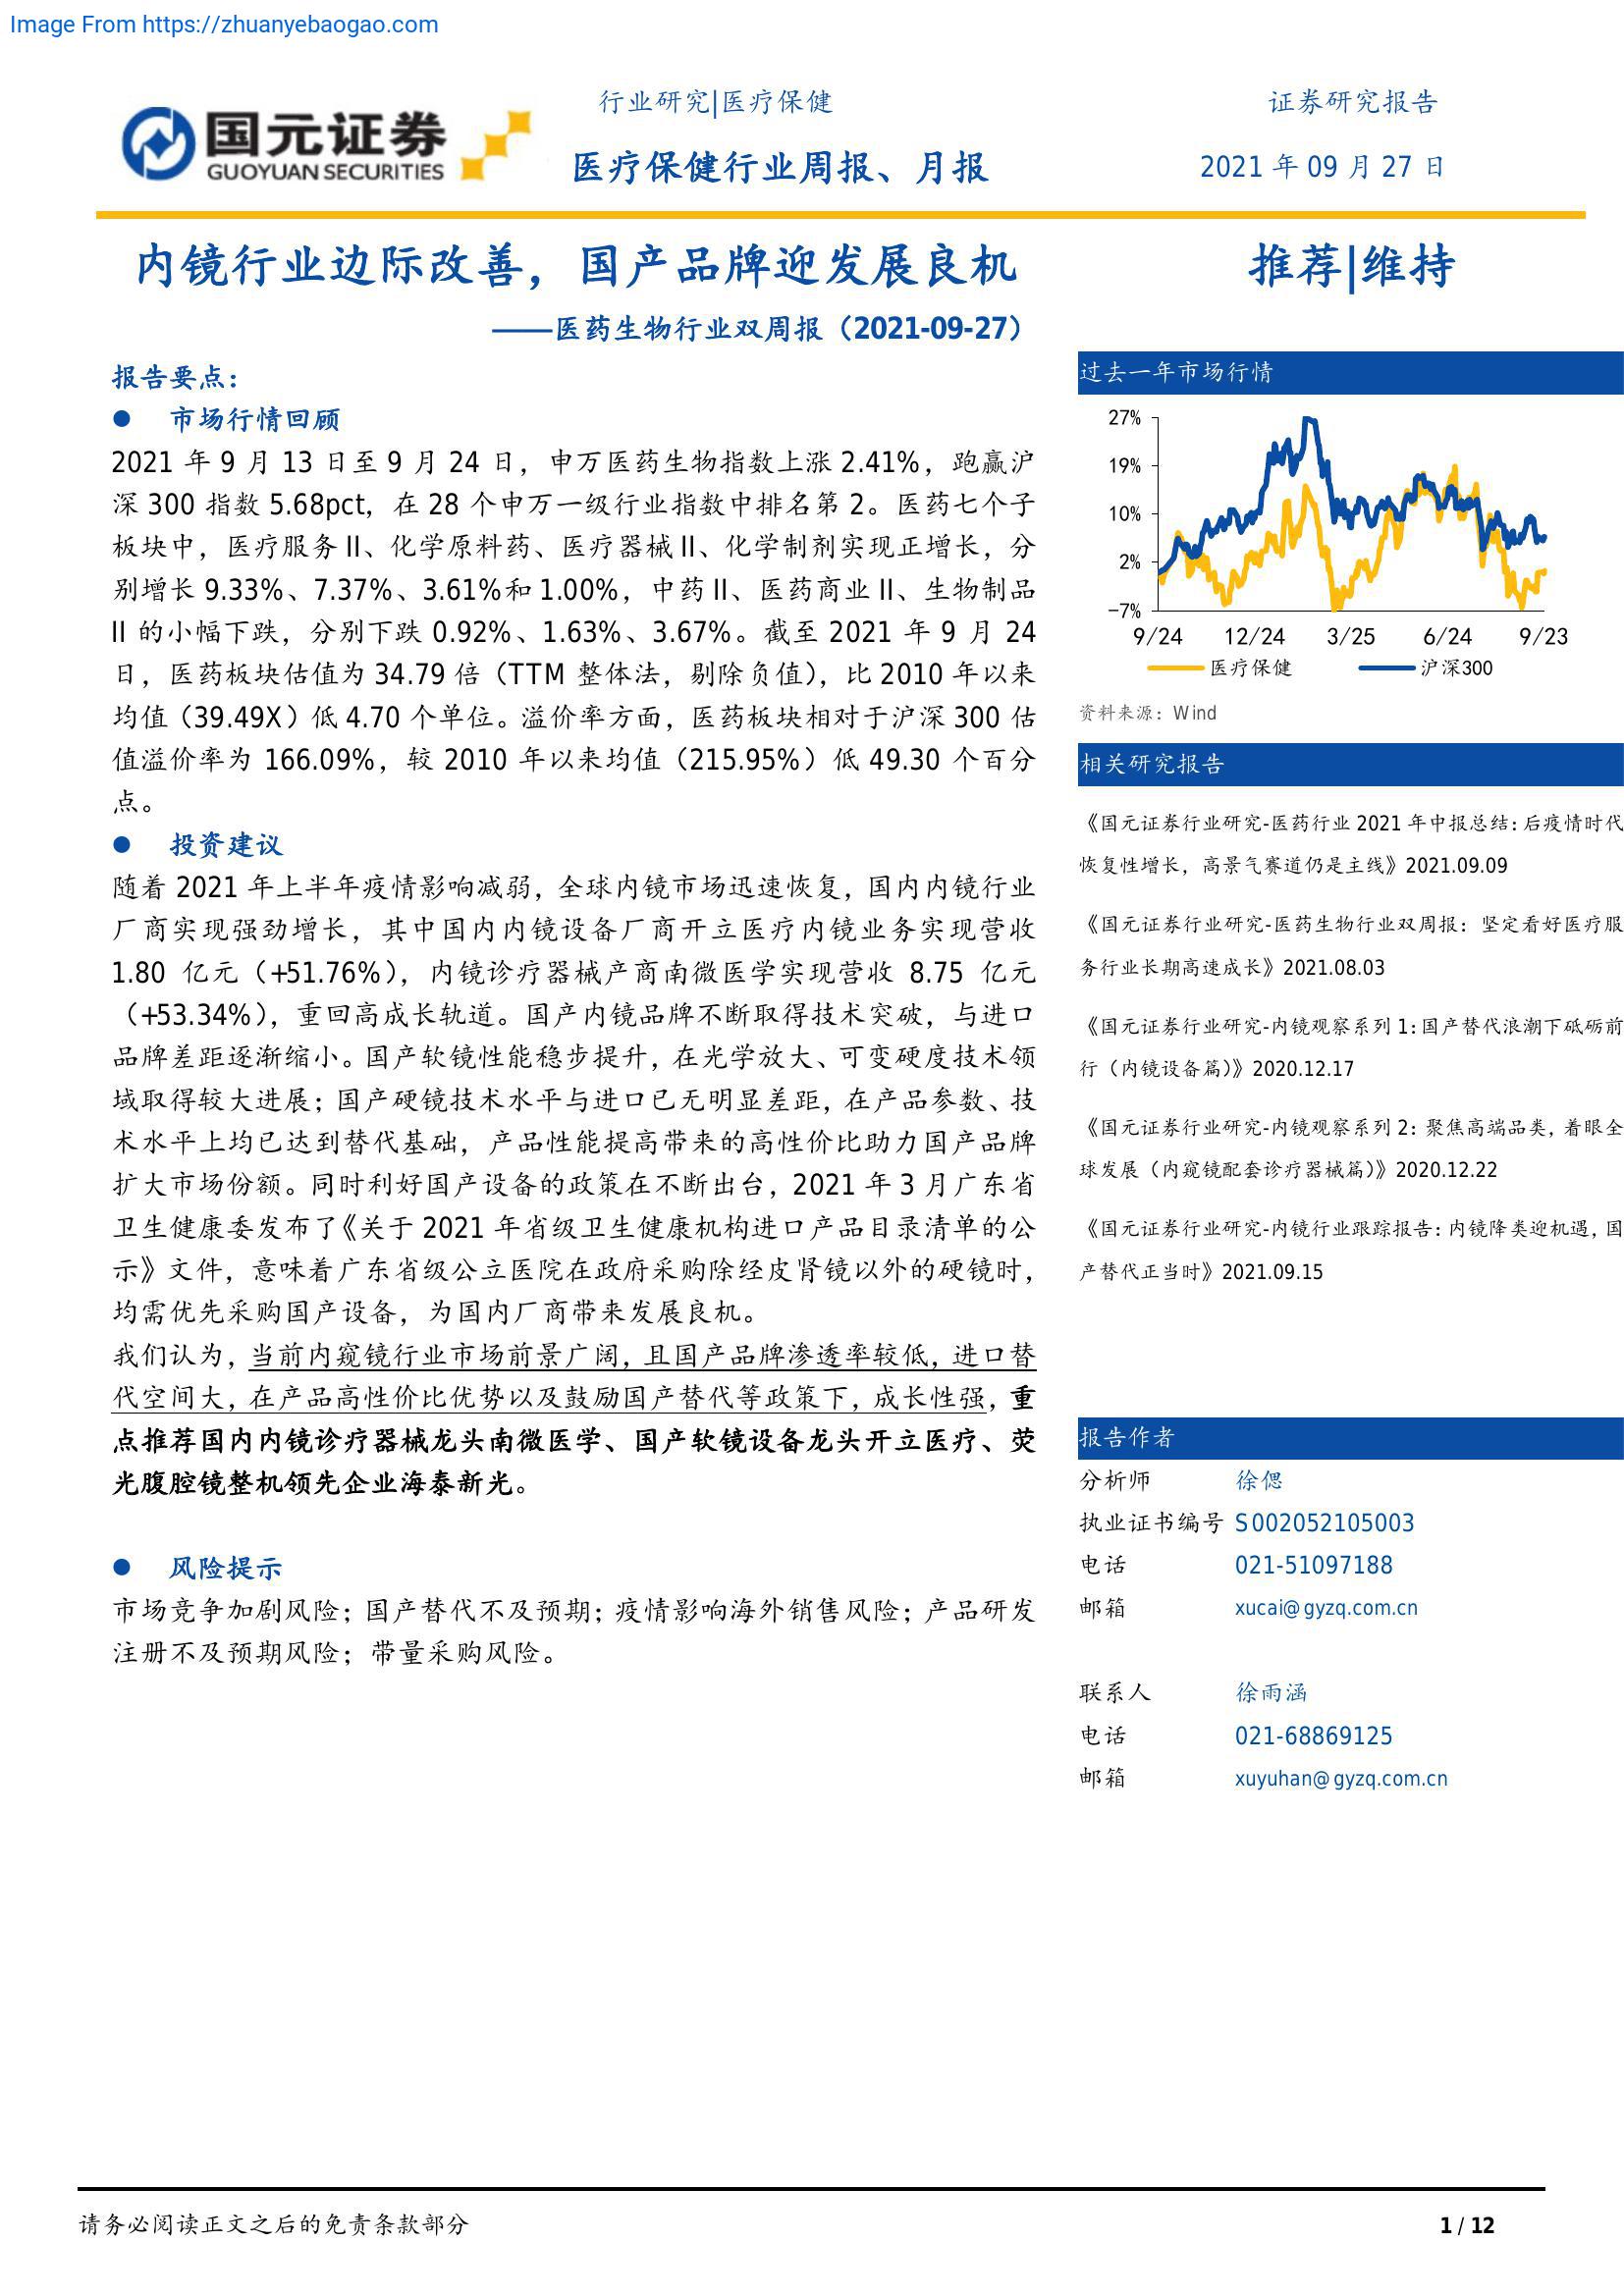 Image From https://zhuanyebaogao.com
国元证券
GUOYUAN SECURITIES
行业研究|医疗保健
证券研究报告
医疗保健行业周报、月报
2021 年 09 月 27 日
内镜行业边际改善，国产品牌迎发展良机
推荐|维持
——医药生物行业双周报（2021-09-27）
报告要点：
● 市场行情回顾
2021 年 9 月 13 日至 9 月 24 日，申万医药生物指数上涨 2.41%，跑赢沪
深 300 指数 5.68pct，在 28 个申万一级行业指数中排名第 2。医药七个子
板块中，医疗服务 II、化学原料药、医疗器械 II、化学制剂实现正增长，分
别增长 9.33%、7.37%、3.61%和 1.00%，中药 II、医药商业 II、生物制品
II 的小幅下跌，分别下跌 0.92%、1.63%、3.67%。截至 2021 年 9 月 24
日，医药板块估值为 34.79 倍（TTM 整体法，剔除负值），比 2010 年以来
均值（39.49X）低 4.70 个单位。溢价率方面，医药板块相对于沪深 300 估
值溢价率为 166.09%，较 2010 年以来均值（215.95%）低 49.30 个百分
点。
● 投资建议
随着 2021 年上半年疫情影响减弱，全球内镜市场迅速恢复，国内内镜行业
厂商实现强劲增长，其中国内内镜设备厂商开立医疗内镜业务实现营收
1.80 亿元（+51.76%），内镜诊疗器械产商南微医学实现营收 8.75 亿元
（+53.34%），重回高成长轨道。国产内镜品牌不断取得技术突破，与进口
品牌差距逐渐缩小。国产软镜性能稳步提升，在光学放大、可变硬度技术领
域取得较大进展；国产硬镜技术水平与进口已无明显差距，在产品参数、技
术水平上均已达到替代基础，产品性能提高带来的高性价比助力国产品牌
扩大市场份额。同时利好国产设备的政策在不断出台，2021 年 3 月广东省
卫生健康委发布了《关于 2021 年省级卫生健康机构进口产品目录清单的公
示》文件，意味着广东省级公立医院在政府采购除经皮肾镜以外的硬镜时，
均需优先采购国产设备，为国内厂商带来发展良机。
我们认为，当前内窥镜行业市场前景广阔，且国产品牌渗透率较低，进口替
代空间大，在产品高性价比优势以及鼓励国产替代等政策下，成长性强，重
点推荐国内内镜诊疗器械龙头南微医学、国产软镜设备龙头开立医疗、荧
光腹腔镜整机领先企业海泰新光。
● 风险提示
市场竞争加剧风险；国产替代不及预期；疫情影响海外销售风险；产品研发
注册不及预期风险；带量采购风险。
过去一年市场行情
27%
19%
10%
2%
-7%
9/24 12/24 3/25 6/24 9/23
医疗保健 沪深300
资料来源：Wind
相关研究报告
《国元证券行业研究-医药行业 2021 年中报总结：后疫情时代
恢复性增长，高景气赛道仍是主线》2021.09.09
《国元证券行业研究-医药生物行业双周报：坚定看好医疗服
务行业长期高速成长》2021.08.03
《国元证券行业研究-内镜观察系列 1：国产替代浪潮下砥砺前
行（内镜设备篇）》2020.12.17
《国元证券行业研究-内镜观察系列 2：聚焦高端品类，着眼全
球发展（内窥镜配套诊疗器械篇）》2020.12.22
《国元证券行业研究-内镜行业跟踪报告：内镜降类迎机遇，国
产替代正当时》2021.09.15
报告作者
分析师 徐偲
执业证书编号 S002052105003
电话 021-51097188
邮箱 xucai@gyzq.com.cn
联系人 徐雨涵
电话 021-68869125
邮箱 xuyuhan@gyzq.com.cn
请务必阅读正文之后的免责条款部分
1 / 12